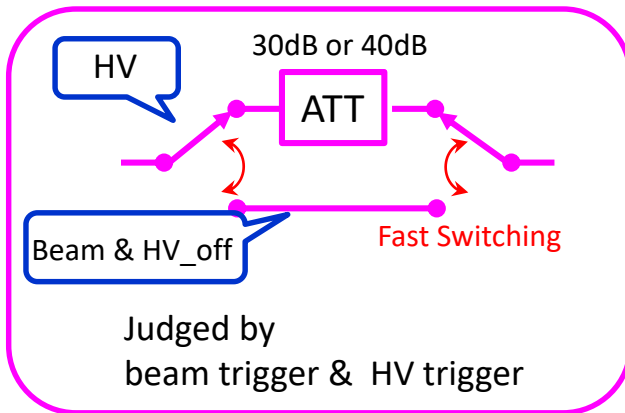 30dB or 40dB
HV
ATT
Beam & HV_off
Fast Switching
Judged by
beam trigger & HV trigger